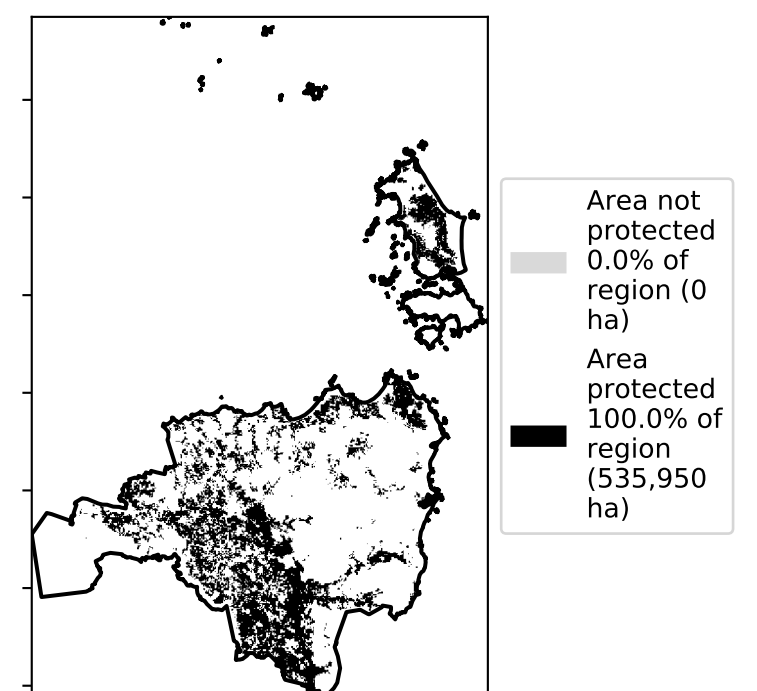 Area not
protected
0.0% of
region (0
ha)
Area
protected
100.0% of
region
(535,950
ha)